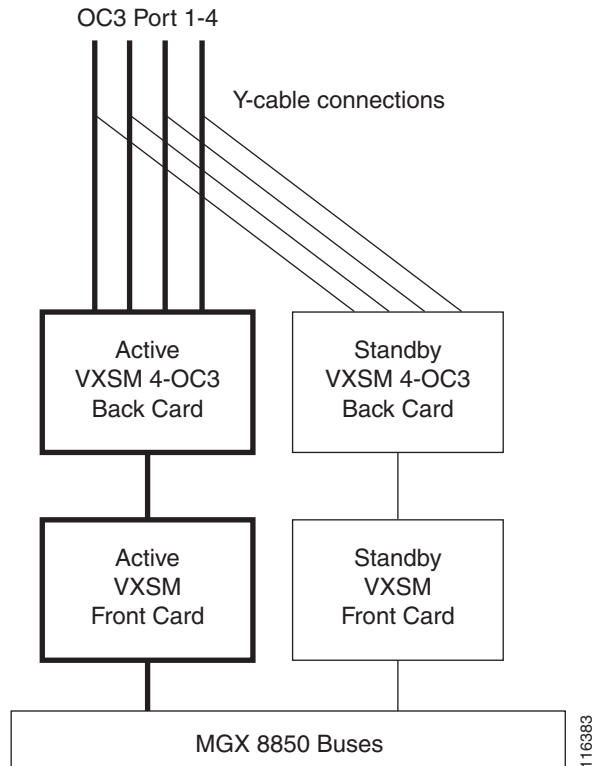 OC3 Port 1-4
Y-cable connections
Active
VXSM 4-OC3
Back Card
Standby
VXSM 4-OC3
Back Card
Active
VXSM
Front Card
Standby
VXSM
Front Card
MGX 8850 Buses
116383